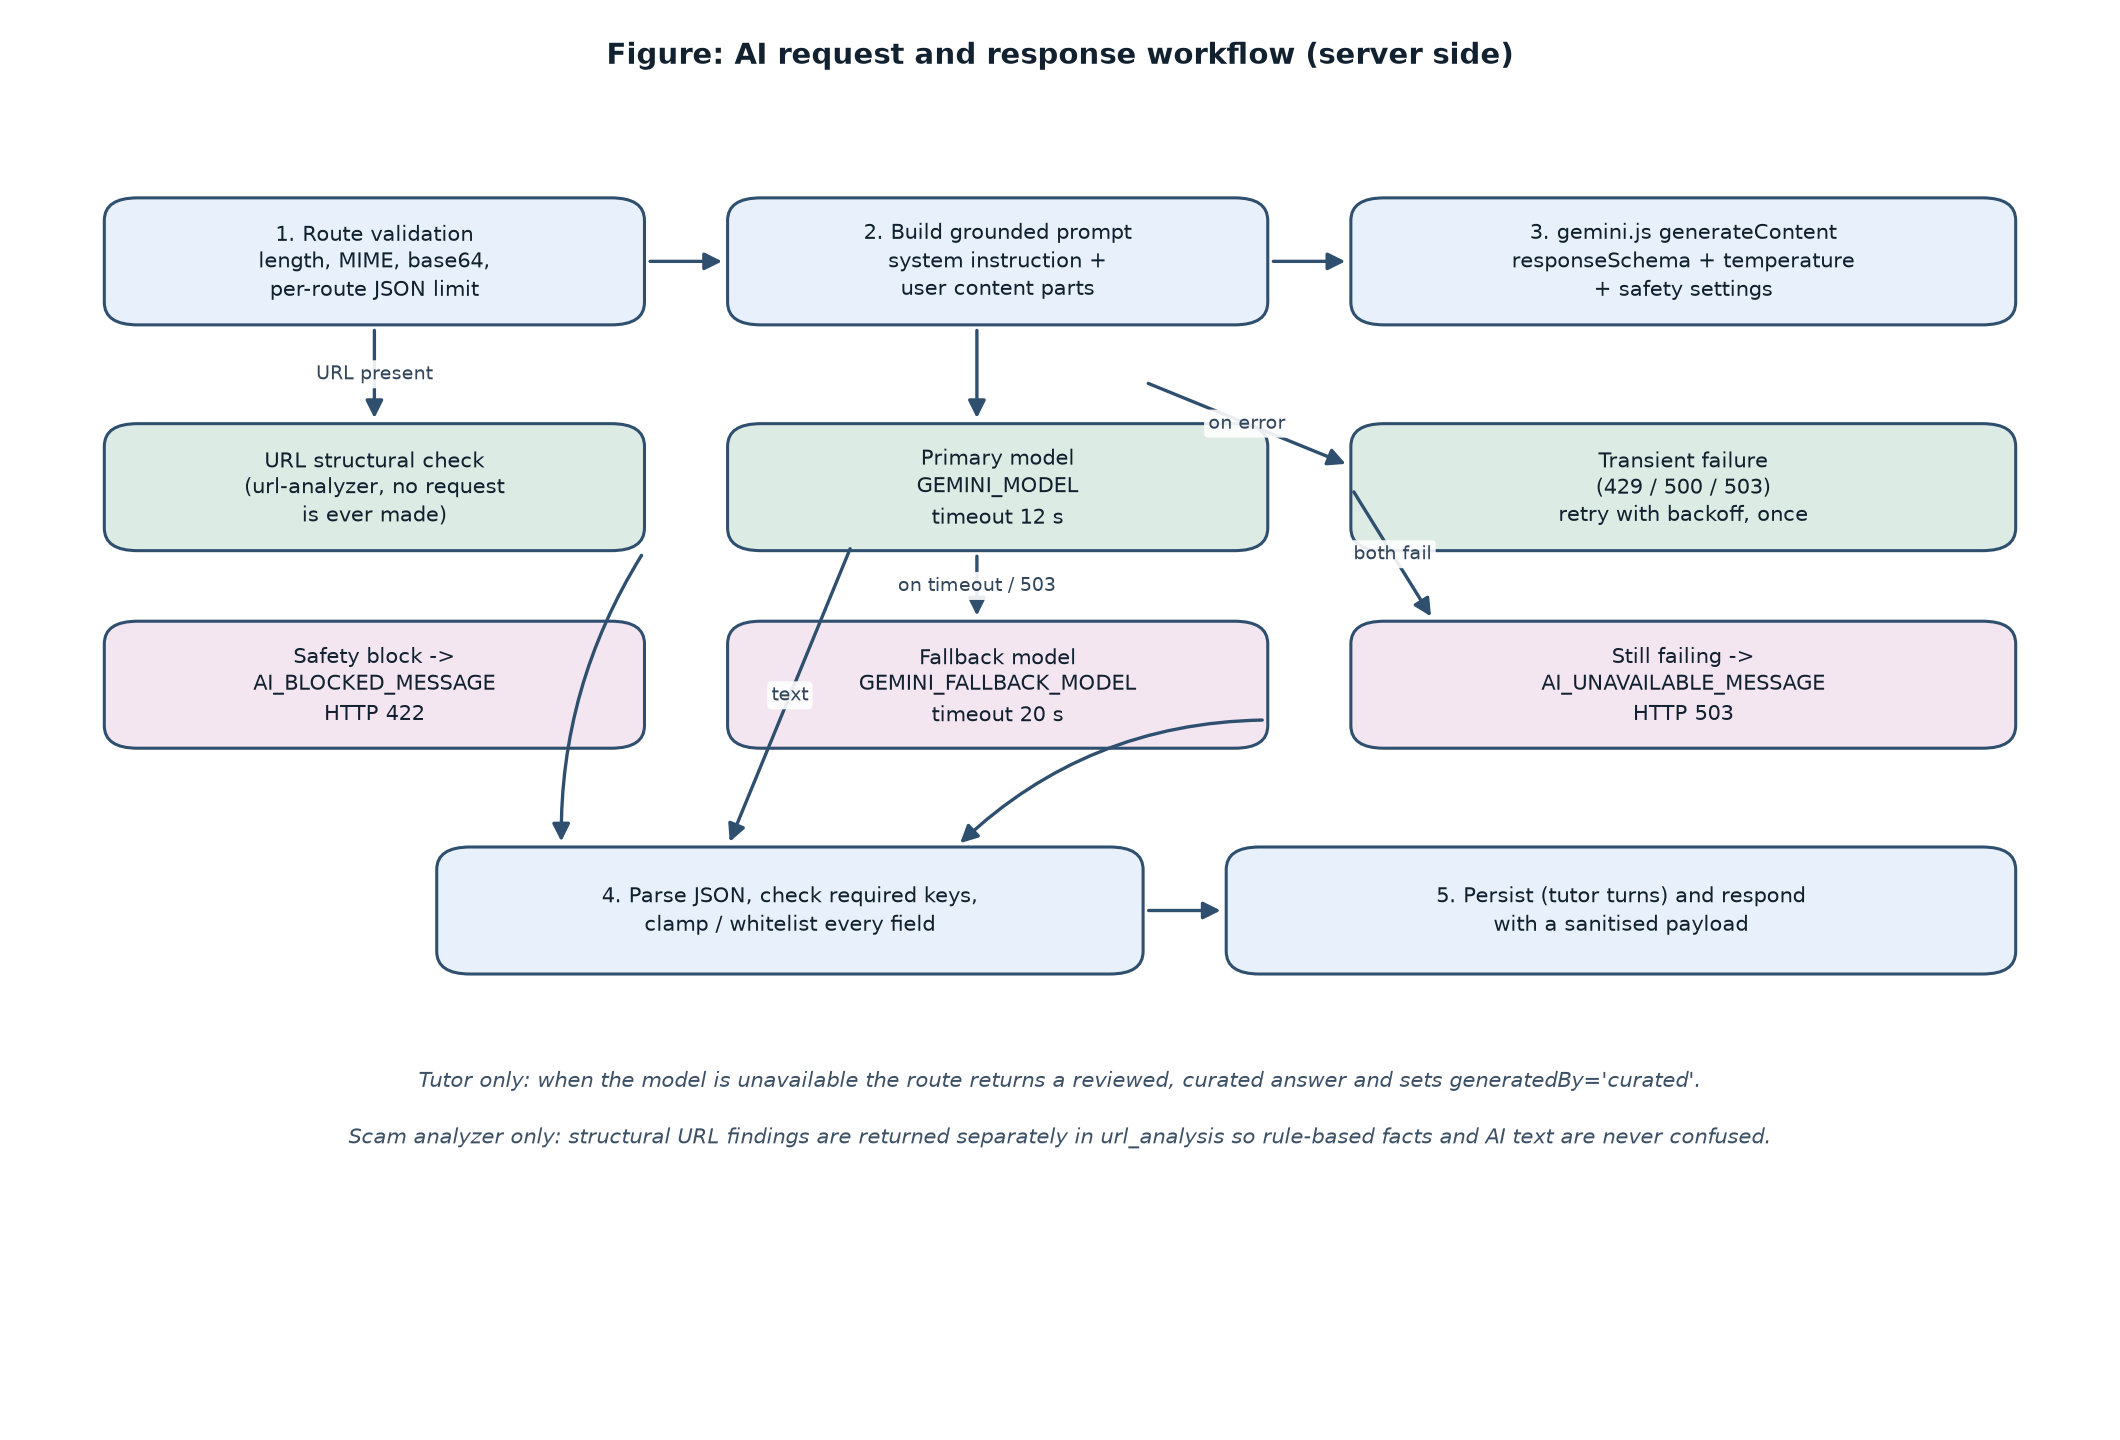 Figure: AI request and response workflow (server side)
1. Route validation
length, MIME, base64,
per-route JSON limit
2. Build grounded prompt
system instruction +
user content parts
3. gemini.js generateContent
responseSchema + temperature
+ safety settings
URL present
on error
URL structural check
(url-analyzer, no request
is ever made)
Primary model
GEMINI_MODEL
timeout 12 s
Transient failure
(429 / 500 / 503)
retry with backoff, once
both fail
on timeout / 503
Safety block ->
AI_BLOCKED_MESSAGE
HTTP 422
text
Fallback model
GEMINI_FALLBACK_MODEL
timeout 20 s
Still failing ->
AI_UNAVAILABLE_MESSAGE
HTTP 503
4. Parse JSON, check required keys,
clamp / whitelist every field
5. Persist (tutor turns) and respond
with a sanitised payload
Tutor only: when the model is unavailable the route returns a reviewed, curated answer and sets generatedBy='curated'.
Scam analyzer only: structural URL findings are returned separately in url_analysis so rule-based facts and AI text are never confused.